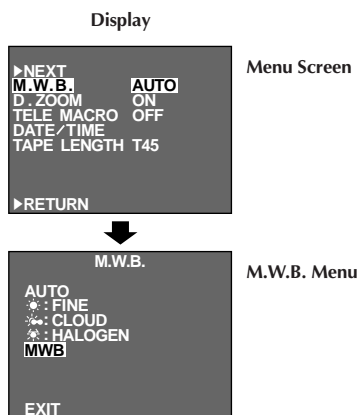 Display
▶NEXT
Menu Screen
M.W.B. AUTO
D. ZOOM ON
TELE MACRO OFF
DATE/TIME
TAPE LENGTH T45
▶RETURN
M.W.B.
M.W.B. Menu
AUTO
: FINE
: CLOUD
: HALOGEN
MWB
EXIT